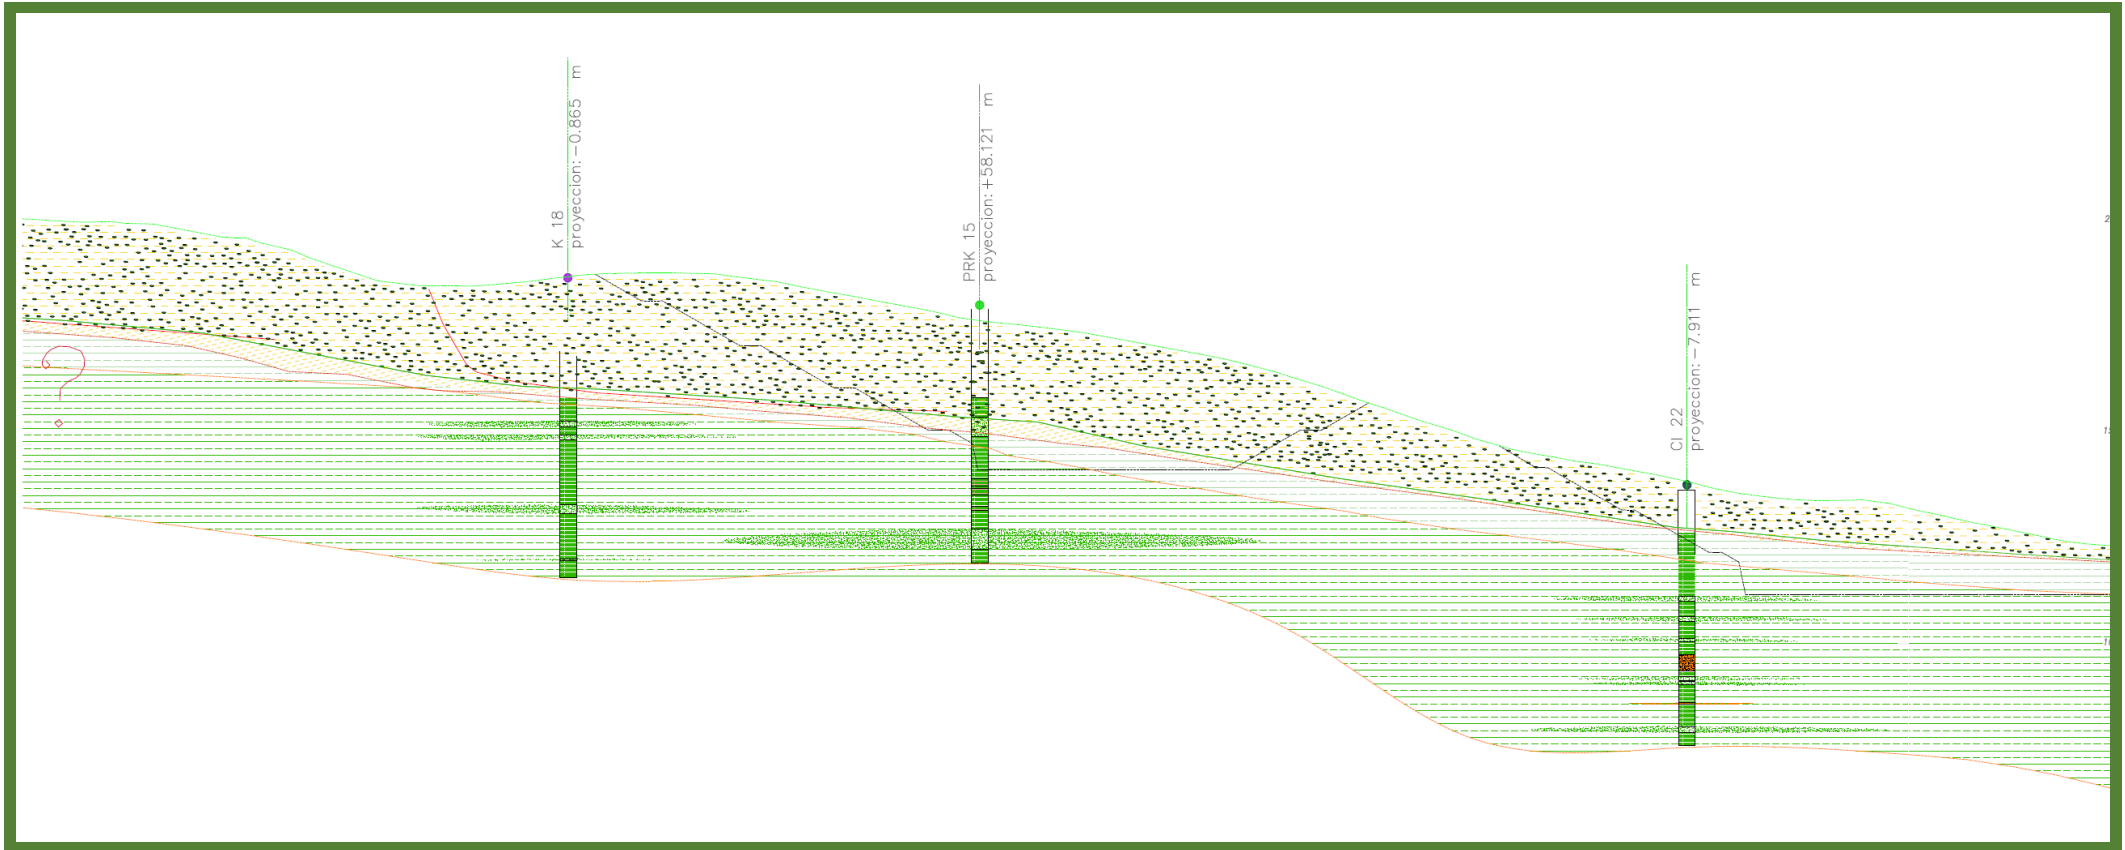 K 18
proyeccion: -0.865 m
PRK 15
proyeccion: +58.121 m
CI 22
proyeccion: -7.911 m